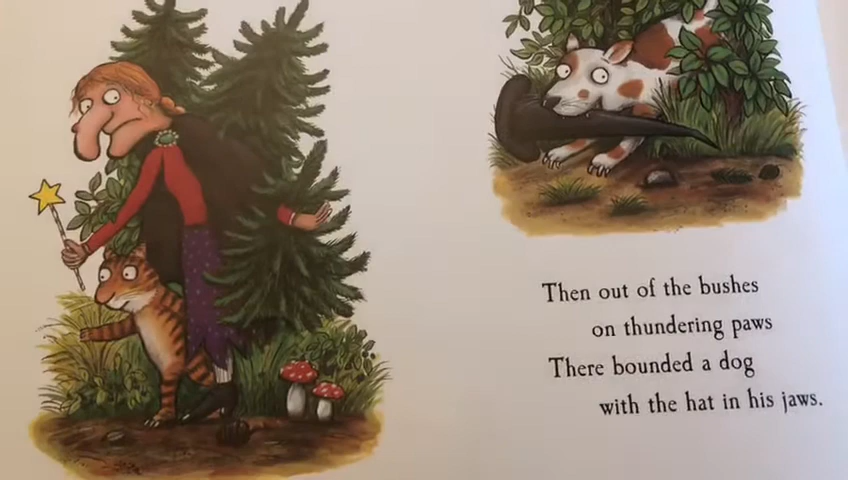 Then out of the bushes
on thundering paws
There bounded a dog
with the hat in his jaws.